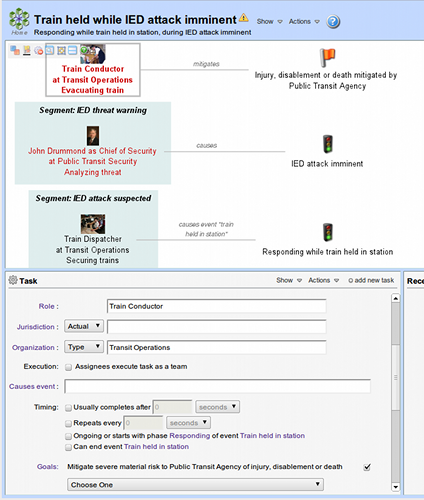 Train held while IED attack imminent Show Actions
Home Responding while train held in station, during IED attack imminent
Train Conductor
at Transit Operations
Evacuating train
mitigates
Injury, disablement or death mitigated by
Public Transit Agency
Segment: IED threat warning
John Drummond as Chief of Security
at Public Transit Security
Analyzing threat
causes
IED attack imminent
Segment: IED attack suspected
Train Dispatcher
at Transit Operations
Securing trains
causes event "train
held in station"
Responding while train held in station
Task Show Actions add new task
Rece
Role : Train Conductor
Jurisdiction : Actual
Organization : Type Transit Operations
Execution: Assignees execute task as a team
Causes event :
Timing: Usually completes after 0 seconds
Repeats every 0 seconds
Ongoing or starts with phase Responding of event Train held in station
Can end event Train held in station
Goals: Mitigate severe material risk to Public Transit Agency of injury, disablement or death
Choose One